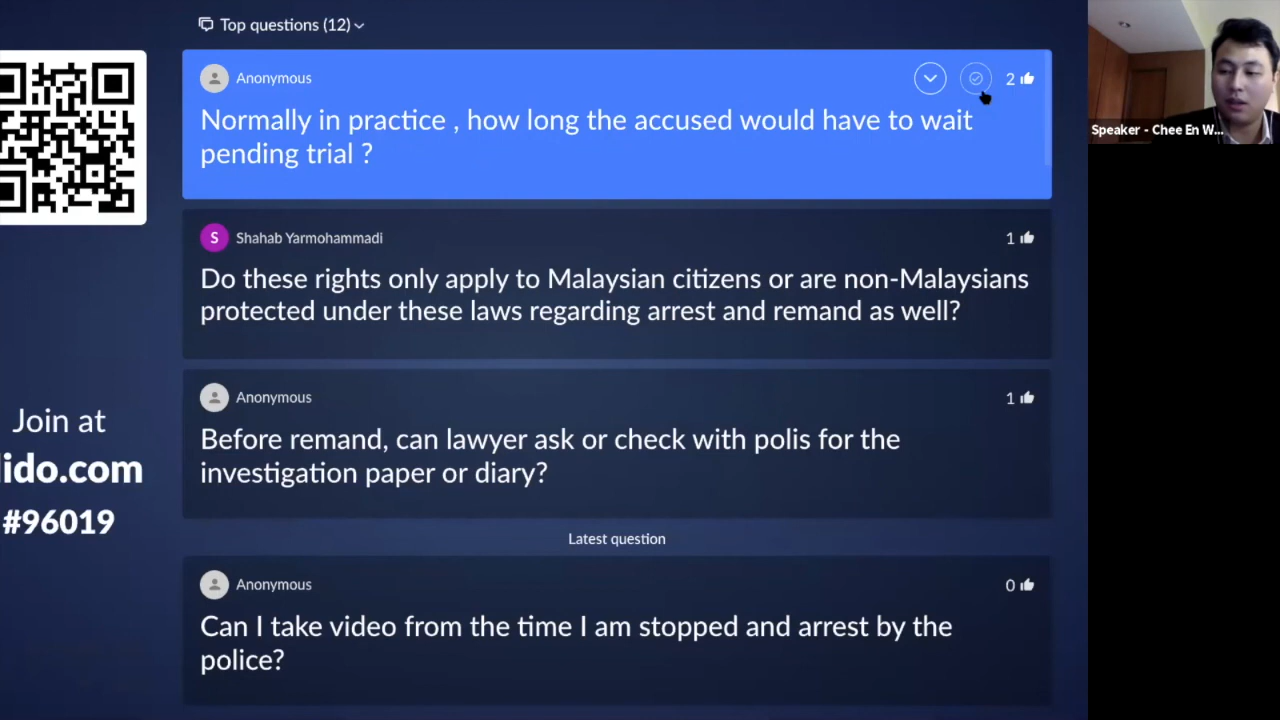 Top questions (12)
Anonymous
2
Normally in practice , how long the accused would have to wait
pending trial ?
Speaker - Chee En W...
S
Shahab Yarmohammadi
1
Do these rights only apply to Malaysian citizens or are non-Malaysians
protected under these laws regarding arrest and remand as well?
Anonymous
1
Before remand, can lawyer ask or check with polis for the
investigation paper or diary?
Join at
lido.com
#96019
Latest question
Anonymous
0
Can I take video from the time I am stopped and arrest by the
police?